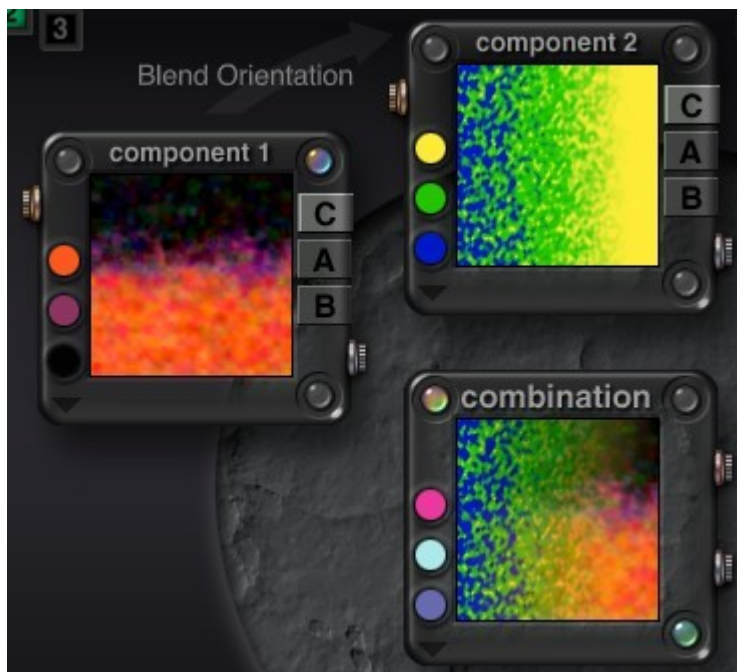 3
component 2
Blend Orientation
C
A
B
component 1
C
A
B
combination